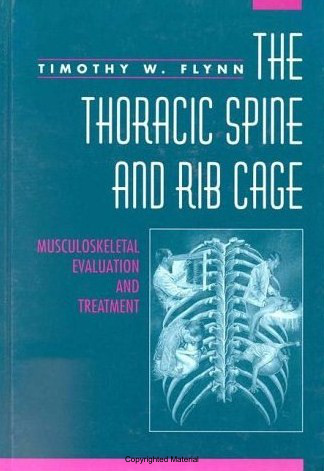 TIMOTHY W. FLYNN
THE
THORACIC SPINE
AND RIB CAGE
MUSCULOSKELETAL
EVALUATION
AND
TREATMENT
Copyrighted Material